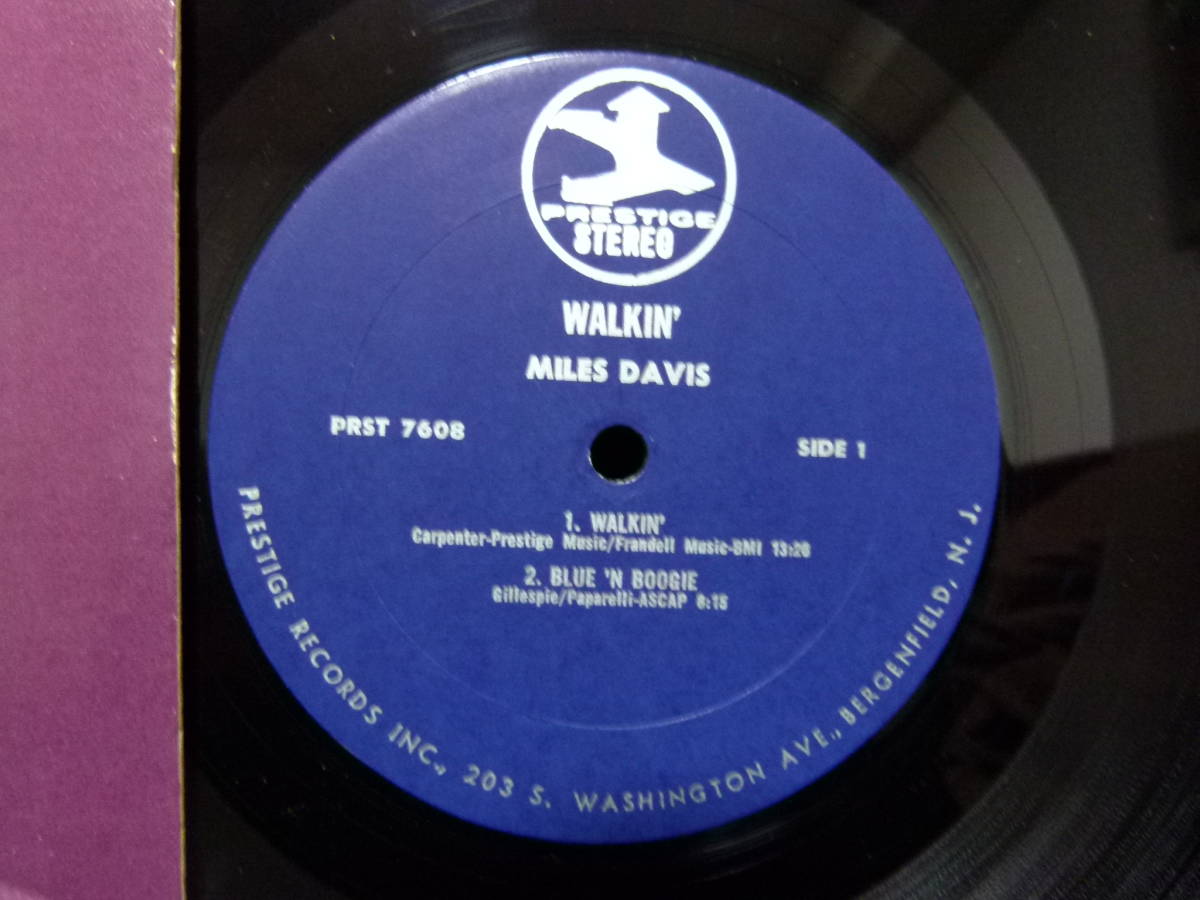 PRESTIGE
STEREO
WALKIN'
MILES DAVIS
PRST 7608
SIDE 1
1. WALKIN'
Carpenter-Prestige Music/Frandell Music-BMI 13:26
2. BLUE 'N BOOGIE
Gillespie/Paparelli-ASCAP 8:15
PRESTIGE RECORDS INC., 203 S. WASHINGTON AVE., BERGENFIELD, N. J.